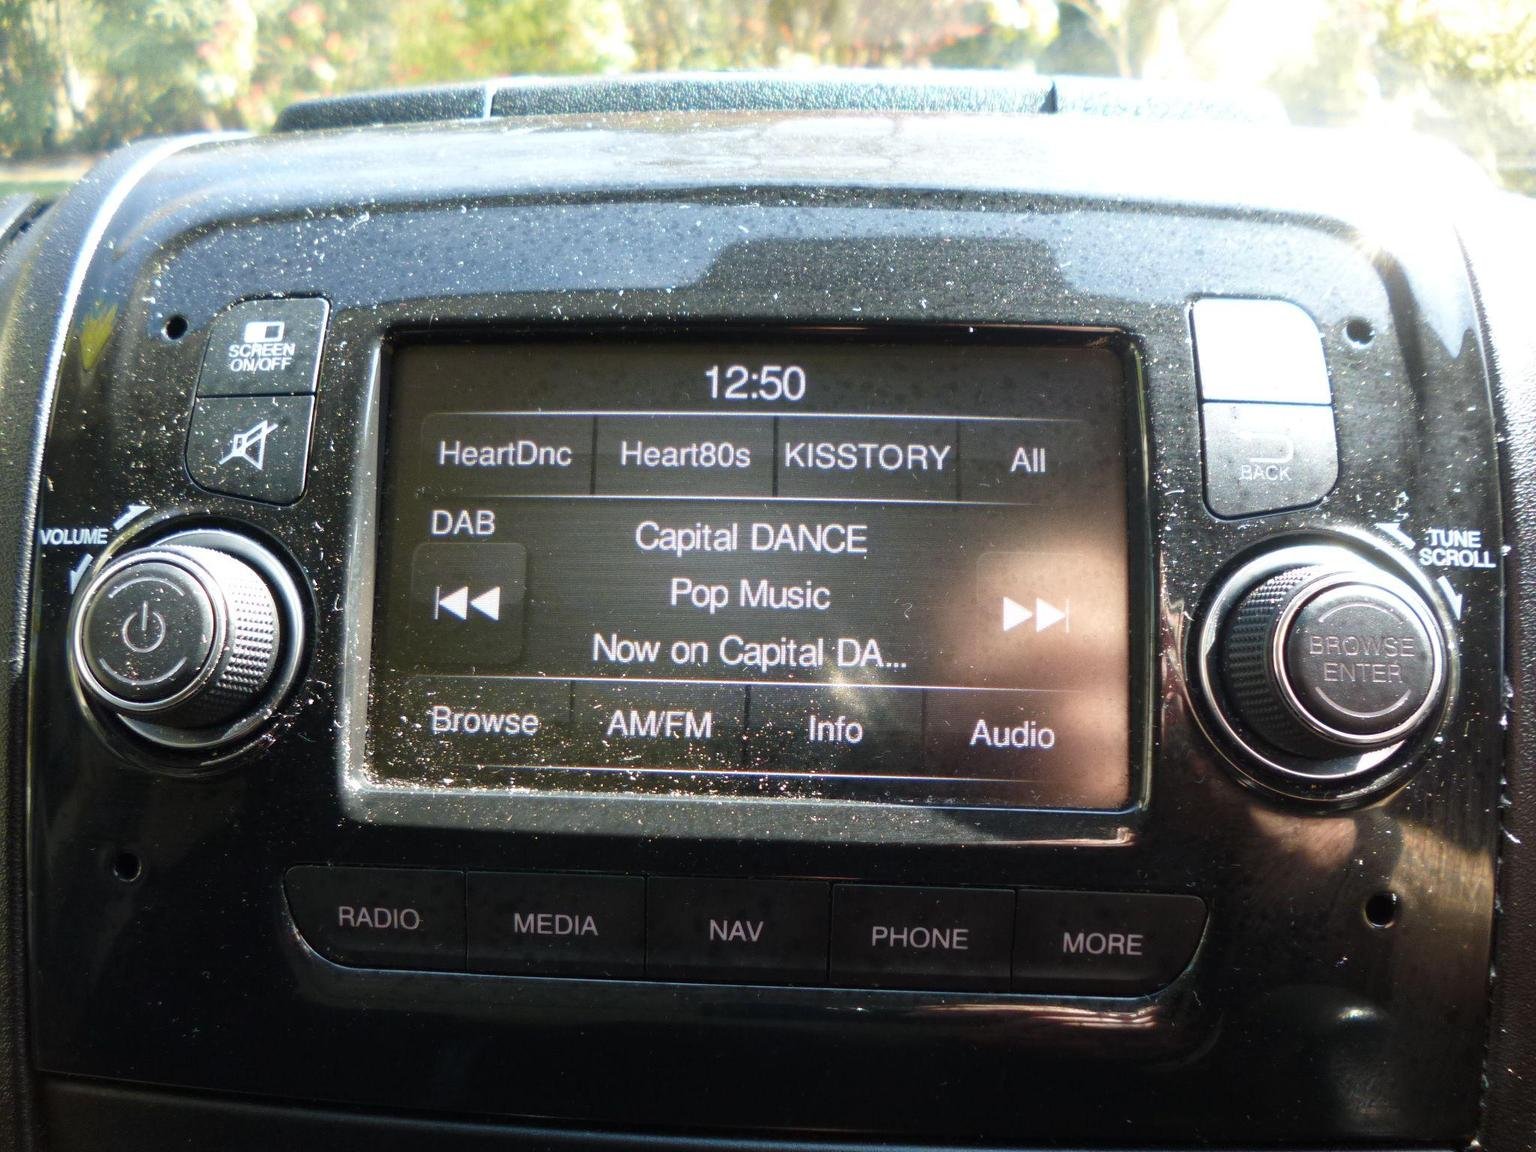 SCREEN
ON/OFF
12:50
HeartDnc Heart80s KISSTORY All
BACK
VOLUME
DAB
Capital DANCE
TUNE
SCROLL
Pop Music
BROWSE
ENTER
Now on Capital DA...
Browse AM/FM Info Audio
RADIO MEDIA NAV PHONE MORE